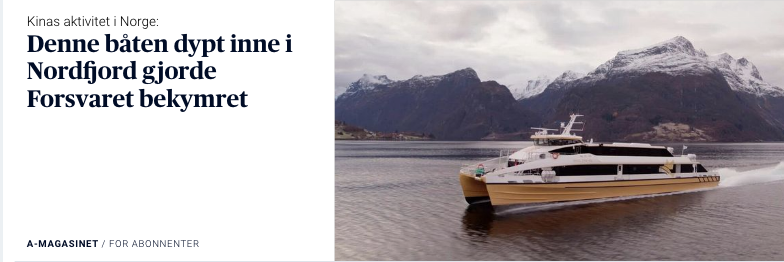 Kinas aktivitet i Norge:
Denne båten dypt inne i
Nordfjord gjorde
Forsvaret bekymret
A-MAGASINET / FOR ABONNENTER